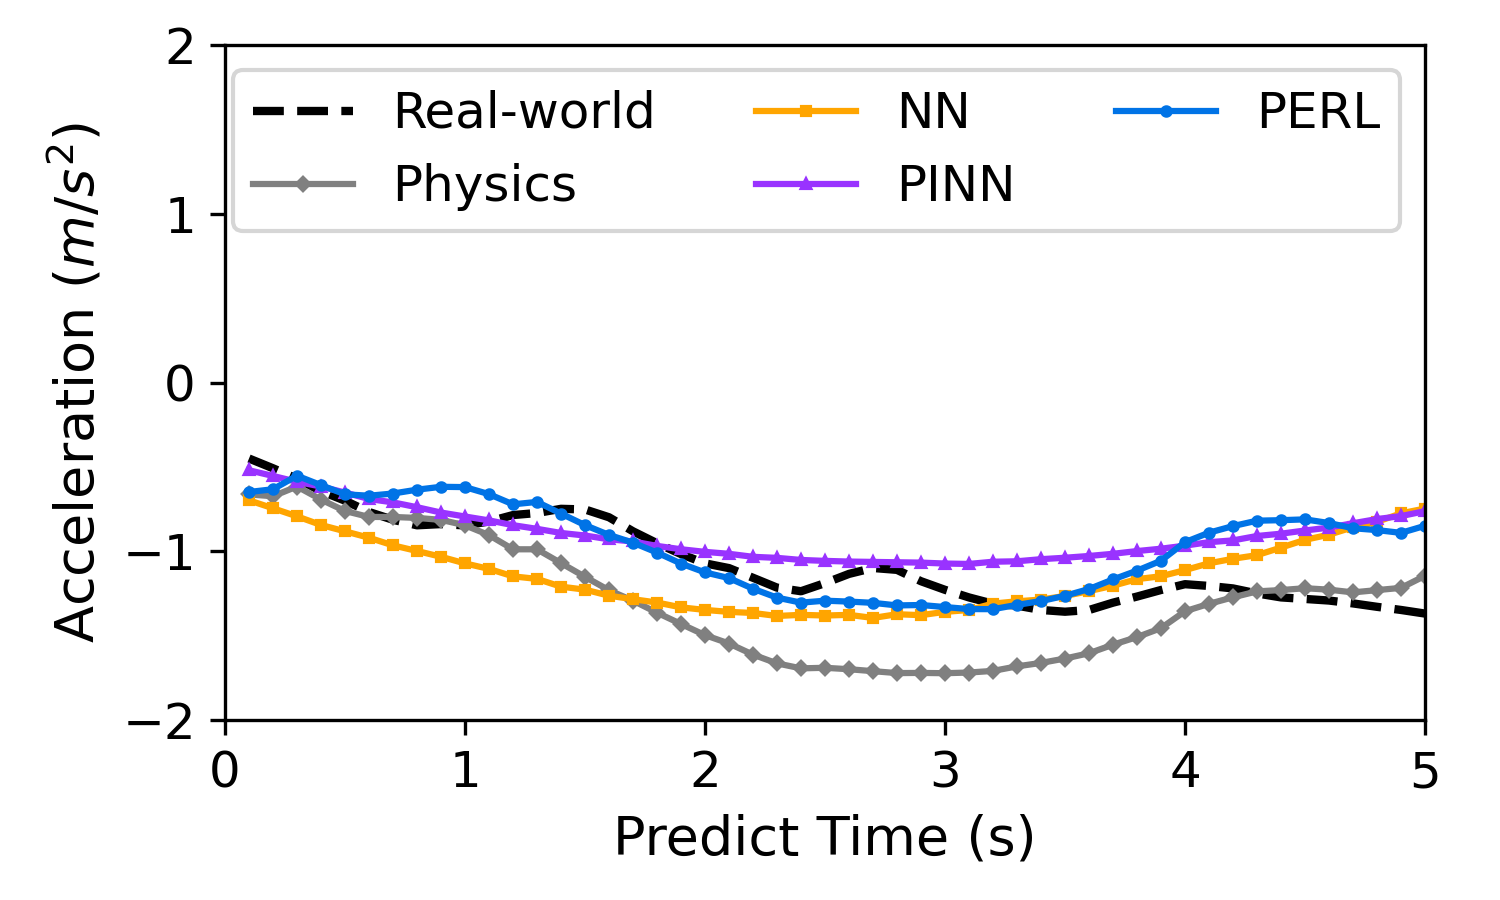 2
1
0
−1
−2
Acceleration (m/s²)
Real-world
Physics
NN
PINN
PERL
0 1 2 3 4 5
Predict Time (s)